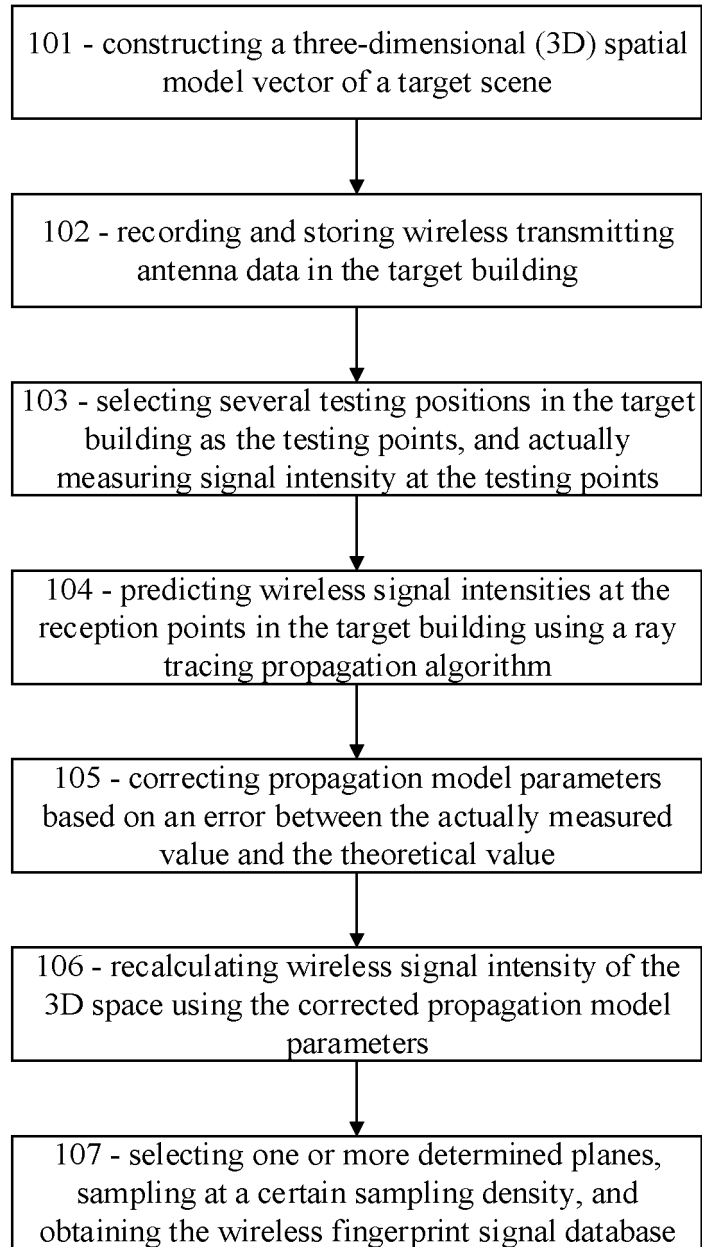 101 - constructing a three-dimensional (3D) spatial
model vector of a target scene
102 - recording and storing wireless transmitting
antenna data in the target building
103 - selecting several testing positions in the target
building as the testing points, and actually
measuring signal intensity at the testing points
104 - predicting wireless signal intensities at the
reception points in the target building using a ray
tracing propagation algorithm
105 - correcting propagation model parameters
based on an error between the actually measured
value and the theoretical value
106 - recalculating wireless signal intensity of the
3D space using the corrected propagation model
parameters
107 - selecting one or more determined planes,
sampling at a certain sampling density, and
obtaining the wireless fingerprint signal database